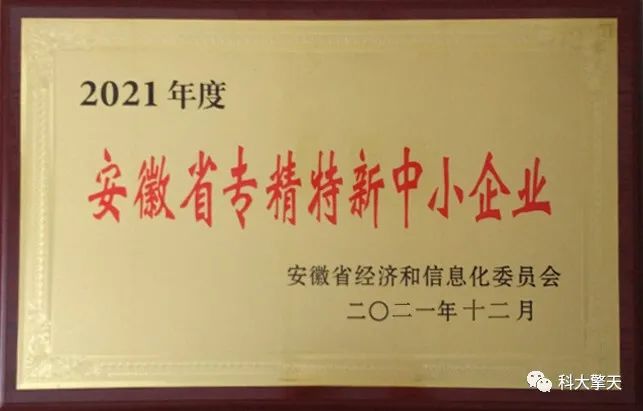 2021年度
安徽省专精特新中小企业
安徽省经济和信息化委员会
二〇二一年十二月
科大擎天